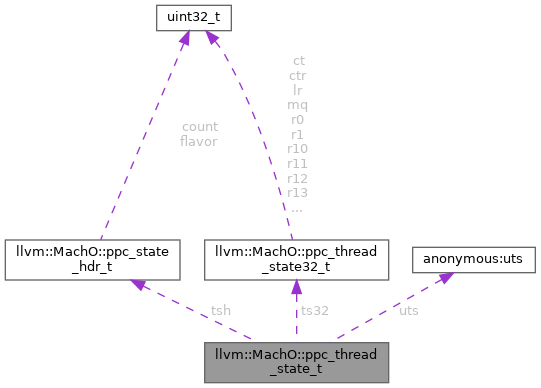 uint32_t
ct
ctr
lr
mq
r0
r1
r10
r11
r12
r13
...
count
flavor
llvm::MachO::ppc_state
_hdr_t
llvm::MachO::ppc_thread
_state32_t
anonymous:uts
tsh
ts32
uts
llvm::MachO::ppc_thread
_state_t